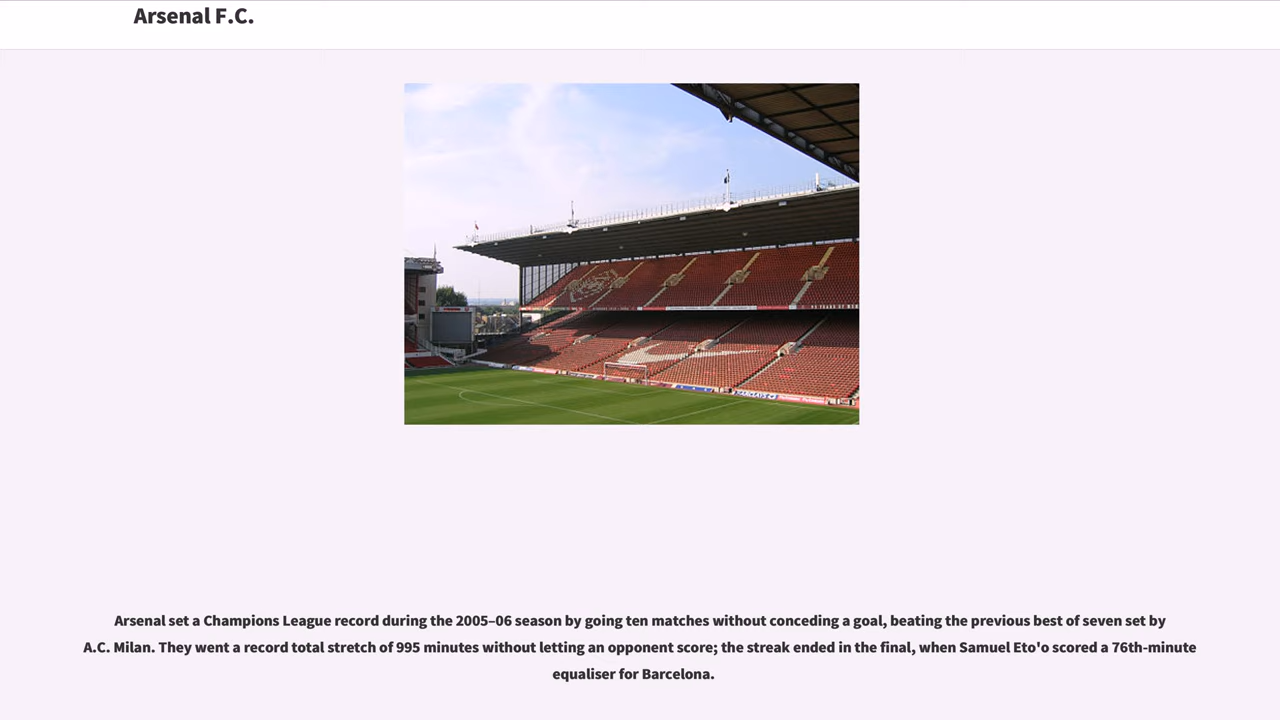 Arsenal F.C.
Arsenal set a Champions League record during the 2005–06 season by going ten matches without conceding a goal, beating the previous best of seven set by
A.C. Milan. They went a record total stretch of 995 minutes without letting an opponent score; the streak ended in the final, when Samuel Eto'o scored a 76th-minute
equaliser for Barcelona.